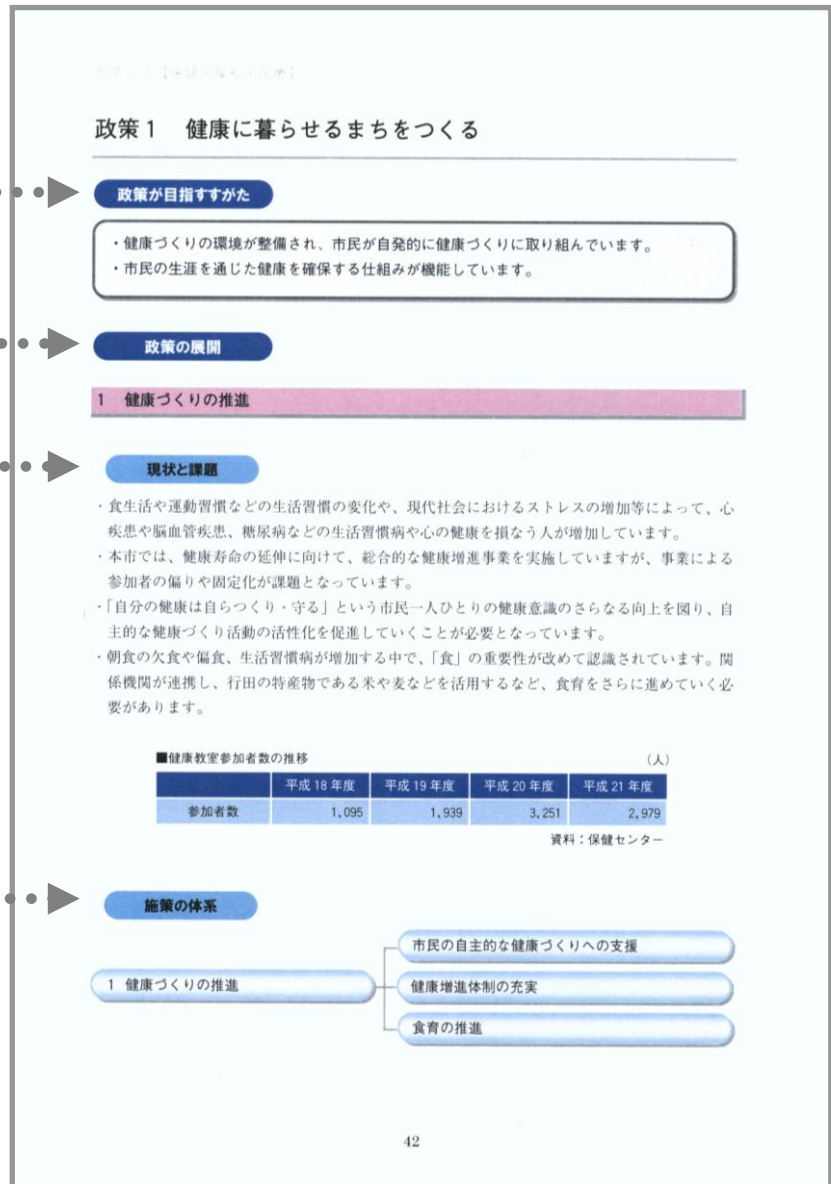 政策1　健康に暮らせるまちをつくる
政策が目指すすがた
・健康づくりの環境が整備され、市民が自発的に健康づくりに取り組んでいます。
・市民の生涯を通じた健康を確保する仕組みが機能しています。
政策の展開
1　健康づくりの推進
現状と課題
・食生活や運動習慣などの生活習慣の変化や、現代社会におけるストレスの増加等によって、心
疾患や脳血管疾患、糖尿病などの生活習慣病や心の健康を損なう人が増加しています。
・本市では、健康寿命の延伸に向けて、総合的な健康増進事業を実施していますが、事業による
参加者の偏りや固定化が課題となっています。
・「自分の健康は自らつくり・守る」という市民一人ひとりの健康意識のさらなる向上を図り、自
主的な健康づくり活動の活性化を促進していくことが必要となっています。
・朝食の欠食や偏食、生活習慣病が増加する中で、「食」の重要性が改めて認識されています。関
係機関が連携し、行田の特産物である米や麦などを活用するなど、食育をさらに進めていく必
要があります。
■健康教室参加者数の推移　（人）
平成18年度　平成19年度　平成20年度　平成21年度
参加者数　1,095　1,939　3,251　2,979
資料：保健センター
施策の体系
市民の自主的な健康づくりへの支援
1　健康づくりの推進　健康増進体制の充実
食育の推進
42